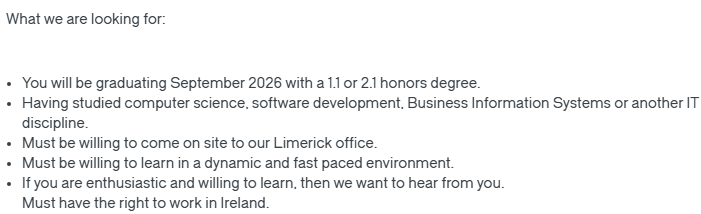 What we are looking for:
• You will be graduating September 2026 with a 1.1 or 2.1 honors degree.
• Having studied computer science, software development, Business Information Systems or another IT
discipline.
• Must be willing to come on site to our Limerick office.
• Must be willing to learn in a dynamic and fast paced environment.
• If you are enthusiastic and willing to learn, then we want to hear from you.
Must have the right to work in Ireland.